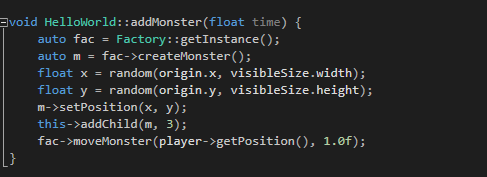 void HelloWorld::addMonster(float time) {
    auto fac = Factory::getInstance();
    auto m = fac->createMonster();
    float x = random(origin.x, visibleSize.width);
    float y = random(origin.y, visibleSize.height);
    m->setPosition(x, y);
    this->addChild(m, 3);
    fac->moveMonster(player->getPosition(), 1.0f);
}